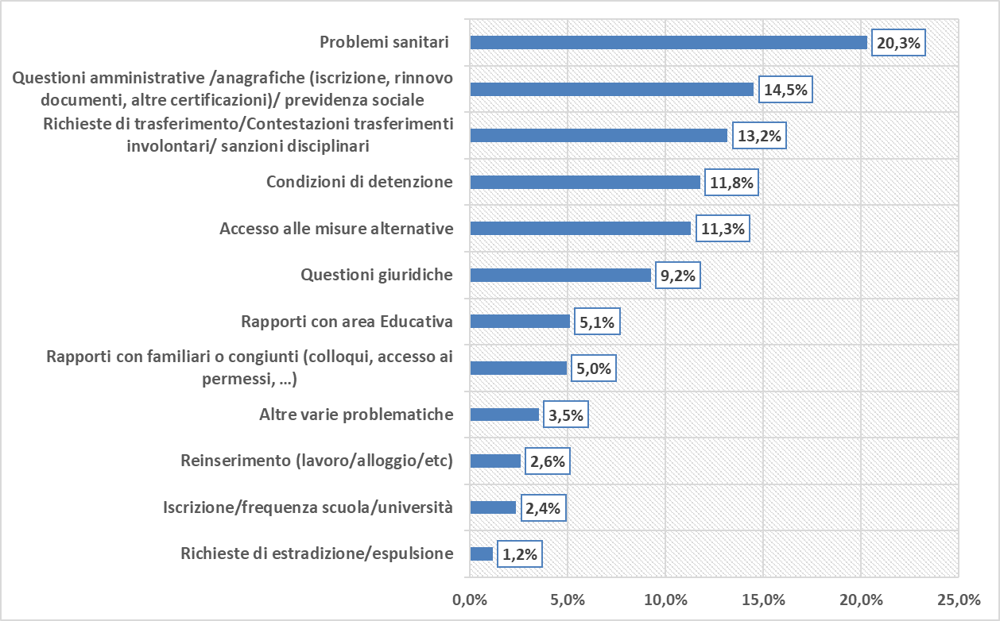 Problemi sanitari
20,3%
Questioni amministrative /anagrafiche (iscrizione, rinnovo
documenti, altre certificazioni)/ previdenza sociale
14,5%
Richieste di trasferimento/Contestazioni trasferimenti
involontari/ sanzioni disciplinari
13,2%
Condizioni di detenzione
11,8%
Accesso alle misure alternative
11,3%
Questioni giuridiche
9,2%
Rapporti con area Educativa
5,1%
Rapporti con familiari o congiunti (colloqui, accesso ai
permessi, …)
5,0%
Altre varie problematiche
3,5%
Reinserimento (lavoro/alloggio/etc)
2,6%
Iscrizione/frequenza scuola/università
2,4%
Richieste di estradizione/espulsione
1,2%
0,0% 5,0% 10,0% 15,0% 20,0% 25,0%